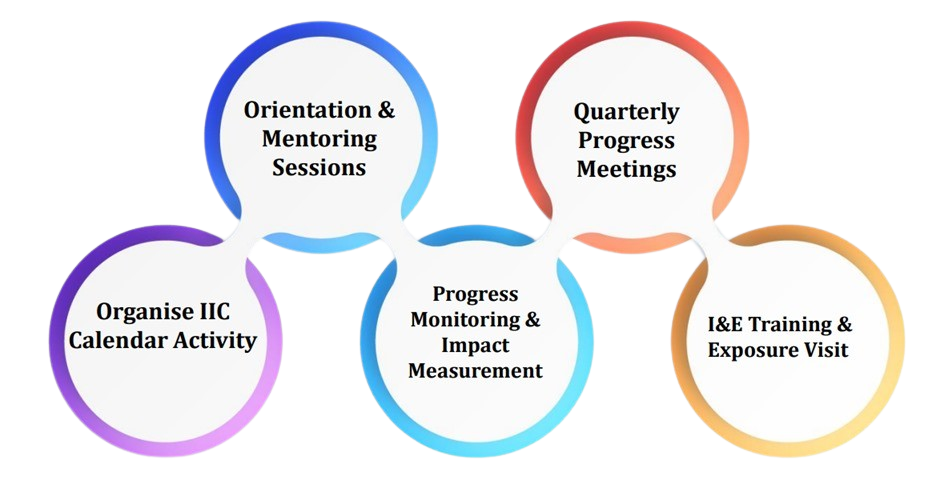 Orientation &
Mentoring
Sessions
Quarterly
Progress
Meetings
Organise IIC
Calendar Activity
Progress
Monitoring &
Impact
Measurement
I&E Training &
Exposure Visit